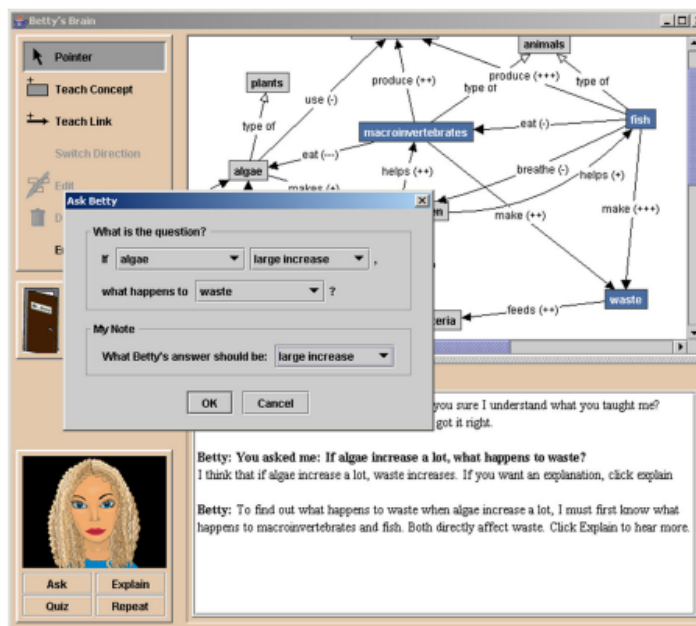 Betty's Brain
Pointer
Teach Concept
Teach Link
Switch Direction
Edit
animals
plants
produce (++)
produce (+++)
type of
type of
use (-)
type of
macroinvertebrates
eat (-)
fish
algae
eat (---)
helps (++)
breathe (-)
helps (+)
makes (+)
make (++)
make (+++)
waste
feeds (++)
teria
en
Ask Betty
What is the question?
If algae large increase ,
what happens to waste ?
My Note
What Betty's answer should be: large increase
OK Cancel
you sure I understand what you taught me?
got it right.
Betty: You asked me: If algae increase a lot, what happens to waste?
I think that if algae increase a lot, waste increases. If you want an explanation, click explain
Betty: To find out what happens to waste when algae increase a lot, I must first know what
happens to macroinvertebrates and fish. Both directly affect waste. Click Explain to hear more.
Ask Explain
Quiz Repeat